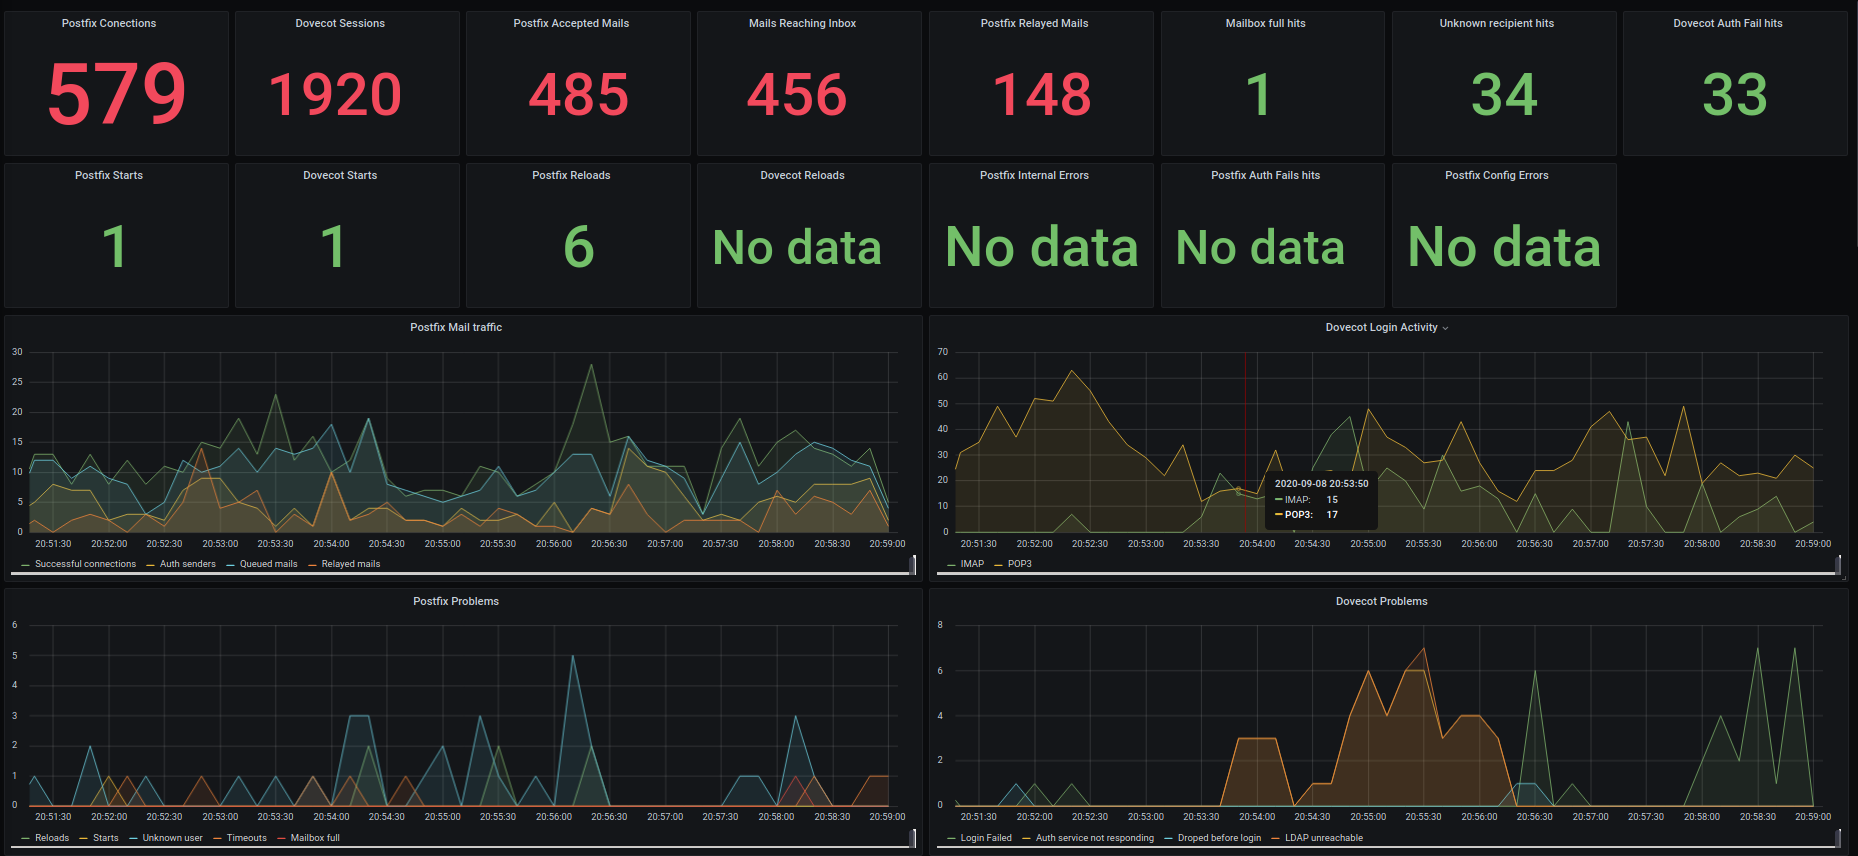 Postfix Conections
Dovecot Sessions
Postfix Accepted Mails
Mails Reaching Inbox
Postfix Relayed Mails
Mailbox full hits
Unknown recipient hits
Dovecot Auth Fail hits
579
1920
485
456
148
1
34
33
Postfix Starts
Dovecot Starts
Postfix Reloads
Dovecot Reloads
Postfix Internal Errors
Postfix Auth Fails hits
Postfix Config Errors
1
1
6
No data
No data
No data
No data
Postfix Mail traffic
30
25
20
15
10
5
0
20:51:30 20:52:00 20:52:30 20:53:00 20:53:30 20:54:00 20:54:30 20:55:00 20:55:30 20:56:00 20:56:30 20:57:00 20:57:30 20:58:00 20:58:30 20:59:00
Successful connections Auth senders Queued mails Relayed mails
Dovecot Login Activity
70
60
50
40
30
20
10
0
2020-09-08 20:53:50
IMAP: 15
POP3: 17
20:51:30 20:52:00 20:52:30 20:53:00 20:53:30 20:54:00 20:54:30 20:55:00 20:55:30 20:56:00 20:56:30 20:57:00 20:57:30 20:58:00 20:58:30 20:59:00
IMAP POP3
Postfix Problems
6
5
4
3
2
1
0
20:51:30 20:52:00 20:52:30 20:53:00 20:53:30 20:54:00 20:54:30 20:55:00 20:55:30 20:56:00 20:56:30 20:57:00 20:57:30 20:58:00 20:58:30 20:59:00
Reloads Starts Unknown user Timeouts Mailbox full
Dovecot Problems
8
6
4
2
0
20:51:30 20:52:00 20:52:30 20:53:00 20:53:30 20:54:00 20:54:30 20:55:00 20:55:30 20:56:00 20:56:30 20:57:00 20:57:30 20:58:00 20:58:30 20:59:00
Login Failed Auth service not responding Droped before login LDAP unreachable